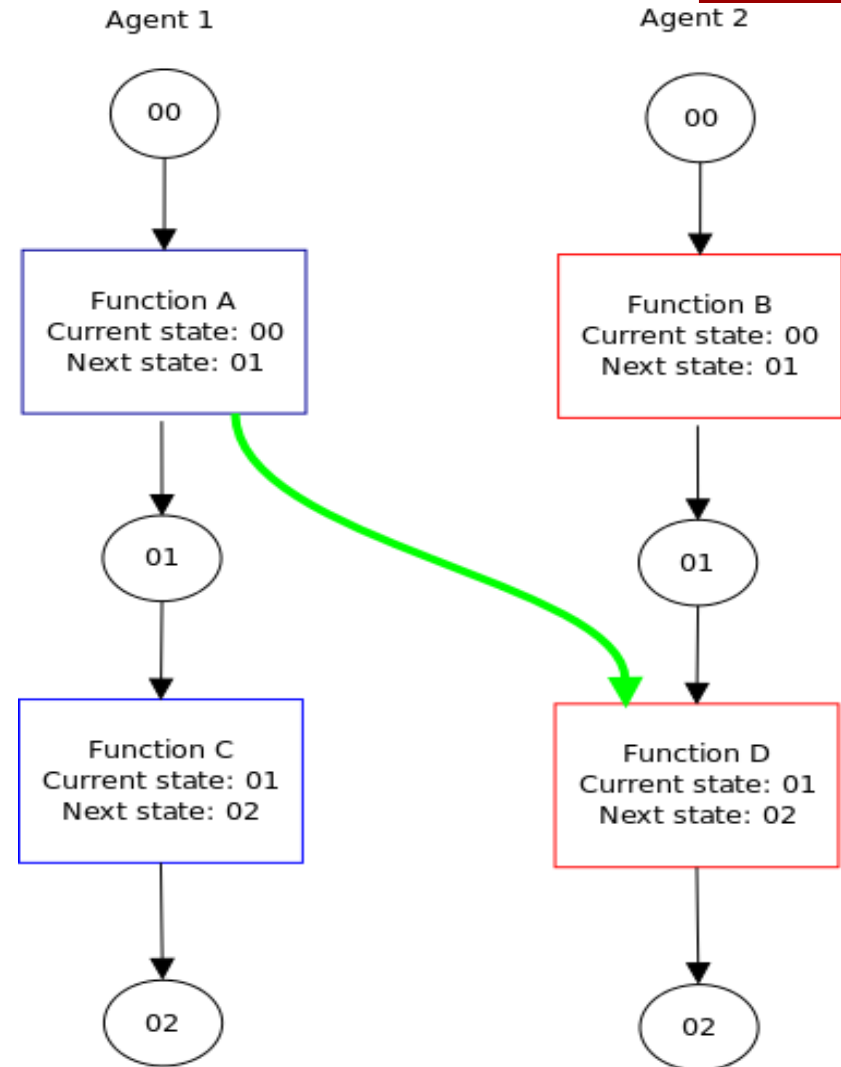 Agent 1
Agent 2
00
00
Function A
Current state: 00
Next state: 01
Function B
Current state: 00
Next state: 01
01
01
Function C
Current state: 01
Next state: 02
Function D
Current state: 01
Next state: 02
02
02